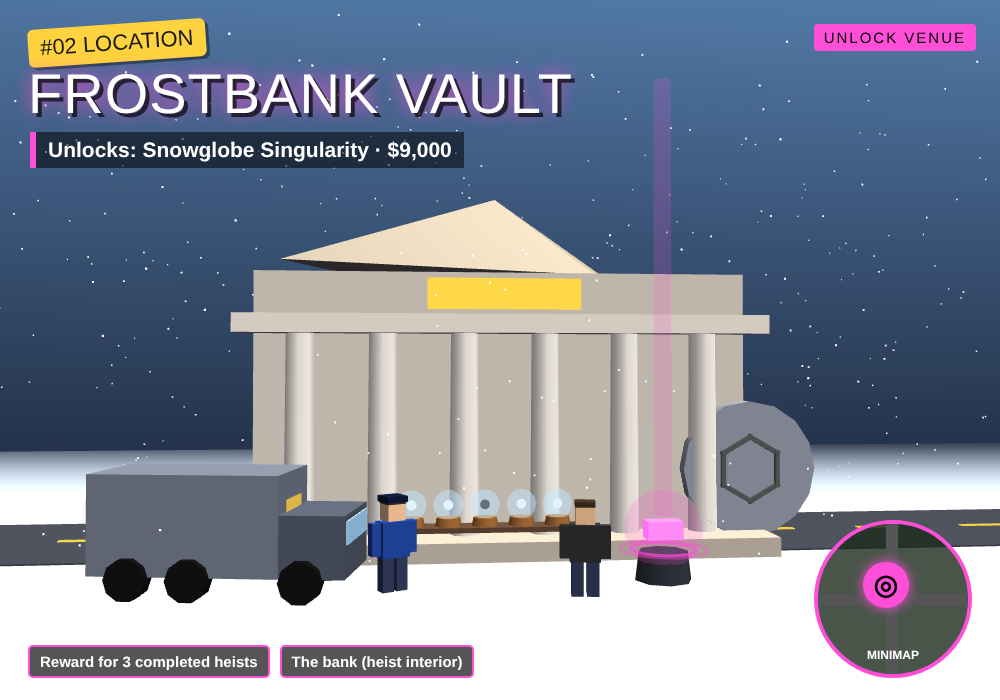 #02 LOCATION
UNLOCK VENUE
FROSTBANK VAULT
Unlocks: Snowglobe Singularity · $9,000
MINIMAP
Reward for 3 completed heists
The bank (heist interior)